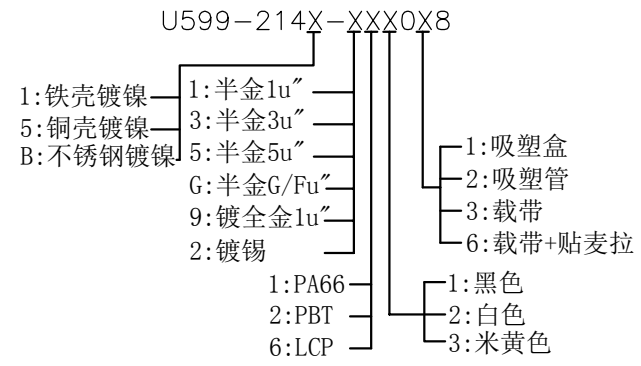 U599-214X-XXX0X8
1:铁壳镀镍
5:铜壳镀镍
B:不锈钢镀镍
1:半金1u"
3:半金3u"
5:半金5u"
G:半金G/Fu"
9:镀全金1u"
2:镀锡
1:PA66
2:PBT
6:LCP
1:吸塑盒
2:吸塑管
3:载带
6:载带+贴麦拉
1:黑色
2:白色
3:米黄色